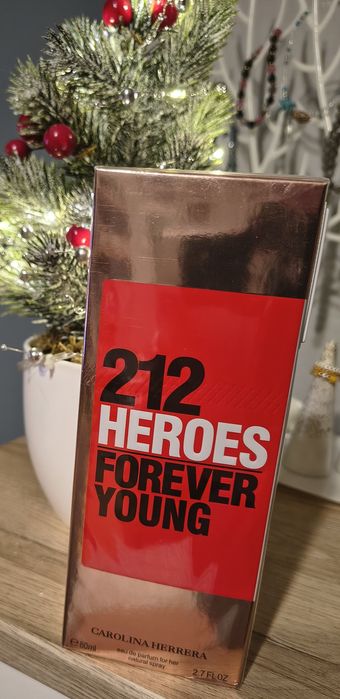 212
HEROES
FOREVER
YOUNG
CAROLINA HERRERA
eau de parfum for her
℮80ml
natural spray
2.7 FL OZ